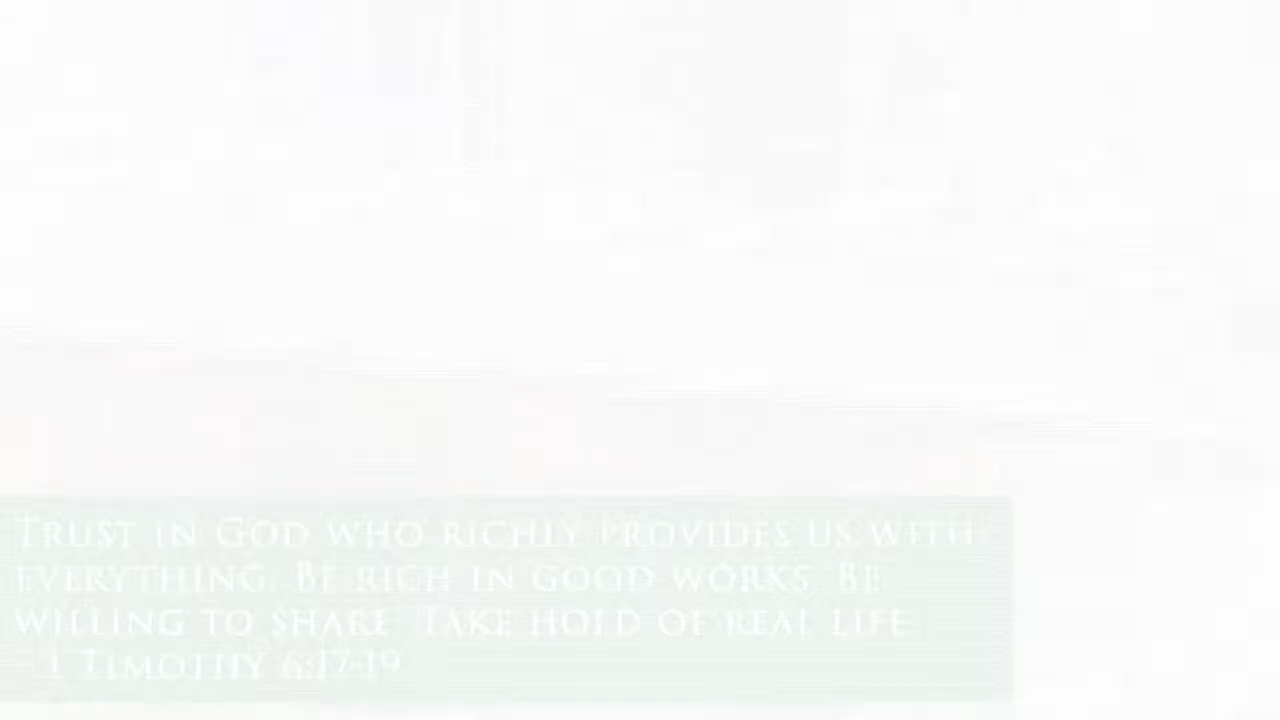 Trust in God who richly provides us with
everything. Be rich in good works. Be
willing to share. Take hold of real life.
1 Timothy 6:17-19